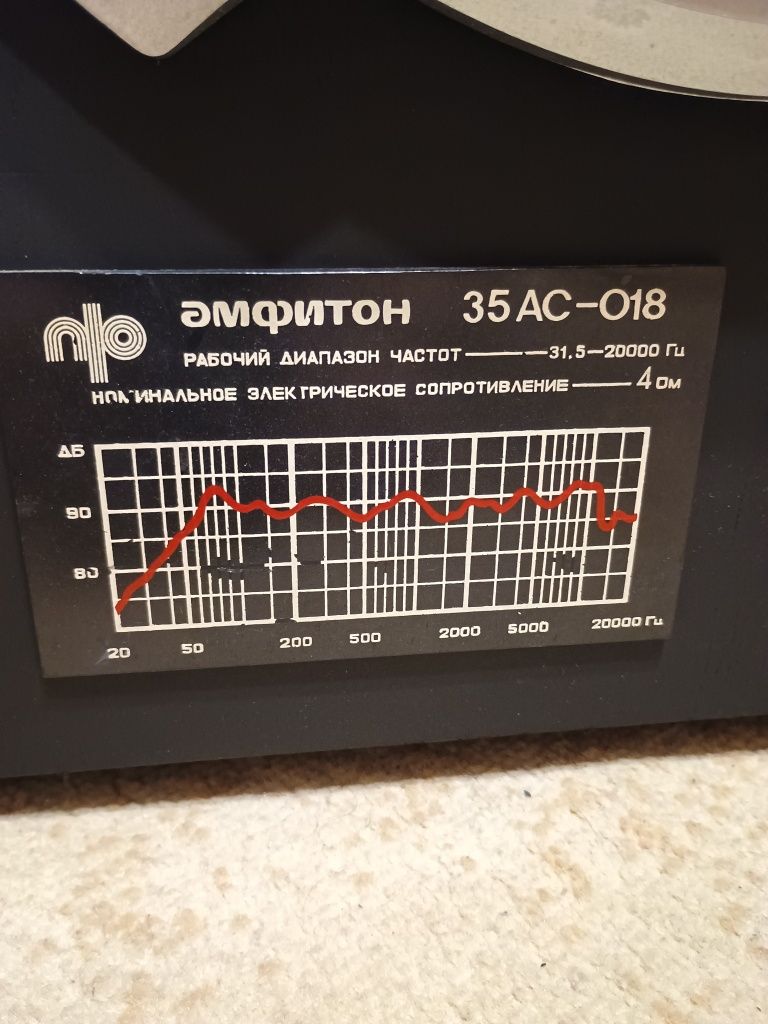 амфитон 35АС-018
РАБОЧИЙ ДИАПАЗОН ЧАСТОТ 31,5-20000 Гц
НОМИНАЛЬНОЕ ЭЛЕКТРИЧЕСКОЕ СОПРОТИВЛЕНИЕ 4 Ом
ДБ
90
80
20 50 200 500 2000 5000 20000 Гц